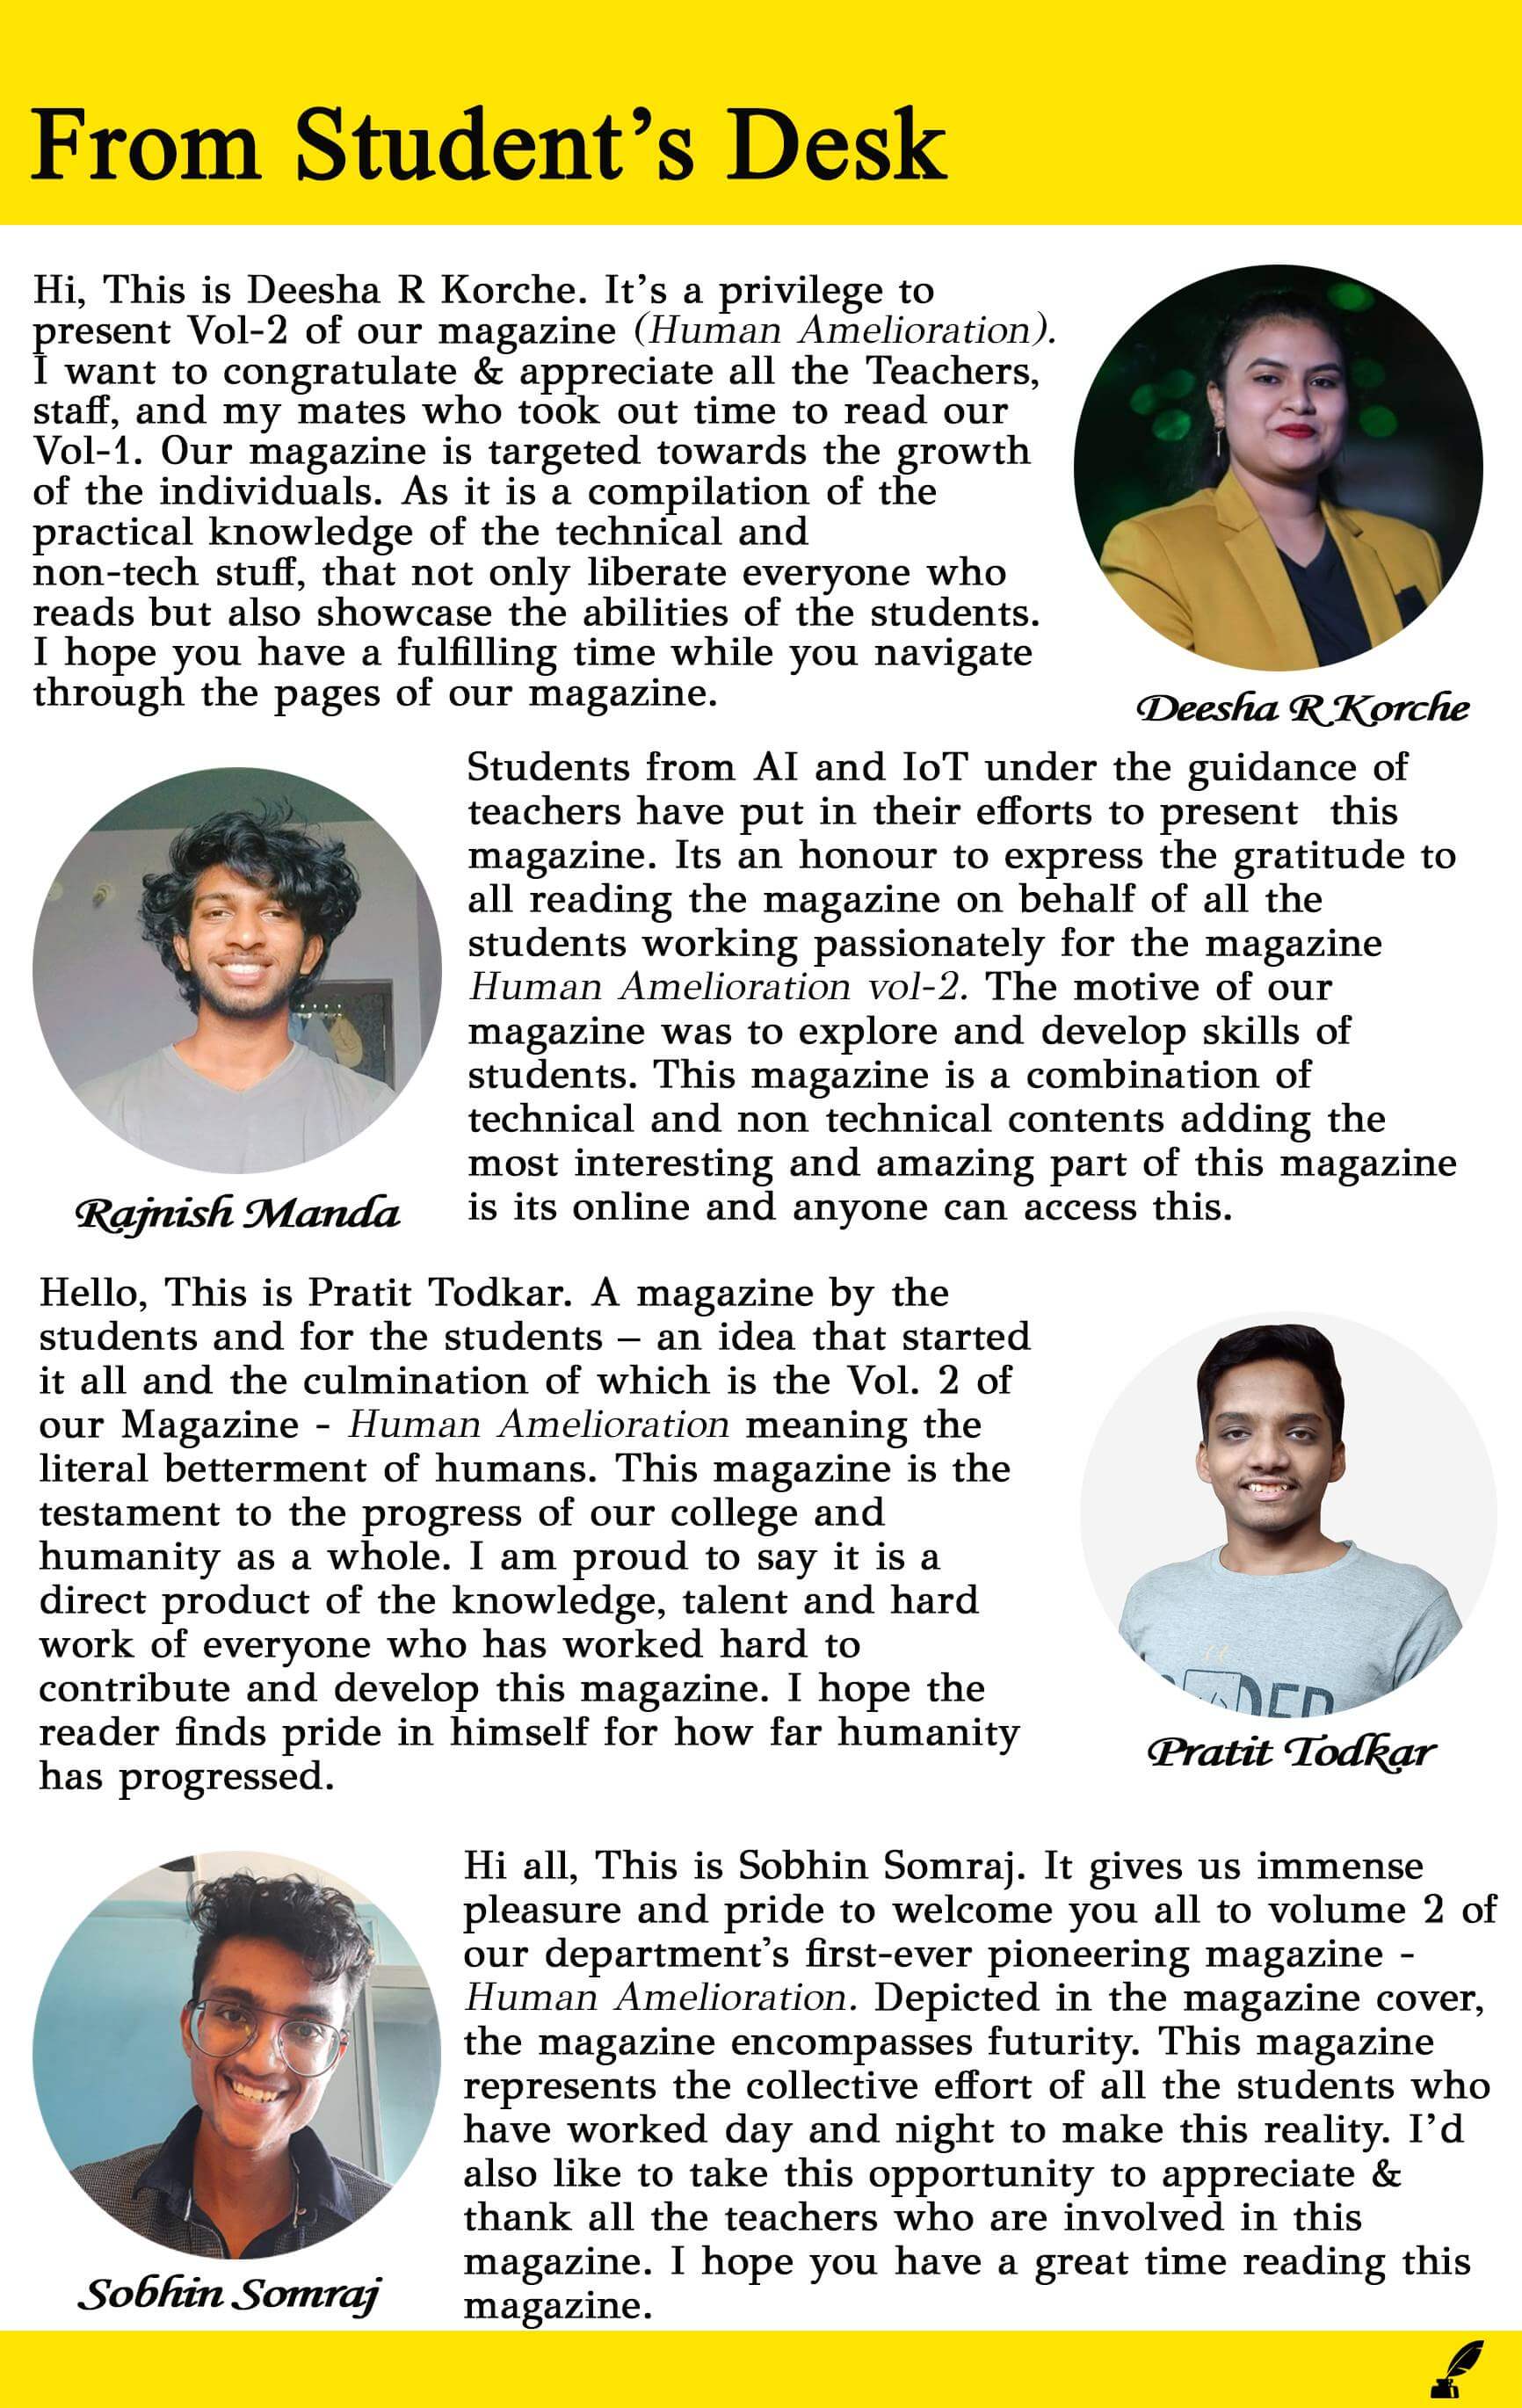 From Student’s Desk
Hi, This is Deesha R Korche. It’s a privilege to
present Vol-2 of our magazine (Human Amelioration).
I want to congratulate & appreciate all the Teachers,
staff, and my mates who took out time to read our
Vol-1. Our magazine is targeted towards the growth
of the individuals. As it is a compilation of the
practical knowledge of the technical and
non-tech stuff, that not only liberate everyone who
reads but also showcase the abilities of the students.
I hope you have a fulfilling time while you navigate
through the pages of our magazine.
Deesha R Korche
Students from AI and IoT under the guidance of
teachers have put in their efforts to present  this
magazine. Its an honour to express the gratitude to
all reading the magazine on behalf of all the
students working passionately for the magazine
Human Amelioration vol-2. The motive of our
magazine was to explore and develop skills of
students. This magazine is a combination of
technical and non technical contents adding the
most interesting and amazing part of this magazine
is its online and anyone can access this.
Rajnish Manda
Hello, This is Pratit Todkar. A magazine by the
students and for the students – an idea that started
it all and the culmination of which is the Vol. 2 of
our Magazine - Human Amelioration meaning the
literal betterment of humans. This magazine is the
testament to the progress of our college and
humanity as a whole. I am proud to say it is a
direct product of the knowledge, talent and hard
work of everyone who has worked hard to
contribute and develop this magazine. I hope the
reader finds pride in himself for how far humanity
has progressed.
Pratit Todkar
Hi all, This is Sobhin Somraj. It gives us immense
pleasure and pride to welcome you all to volume 2 of
our department’s first-ever pioneering magazine -
Human Amelioration. Depicted in the magazine cover,
the magazine encompasses futurity. This magazine
represents the collective effort of all the students who
have worked day and night to make this reality. I’d
also like to take this opportunity to appreciate &
thank all the teachers who are involved in this
magazine. I hope you have a great time reading this
magazine.
Sobhin Somraj